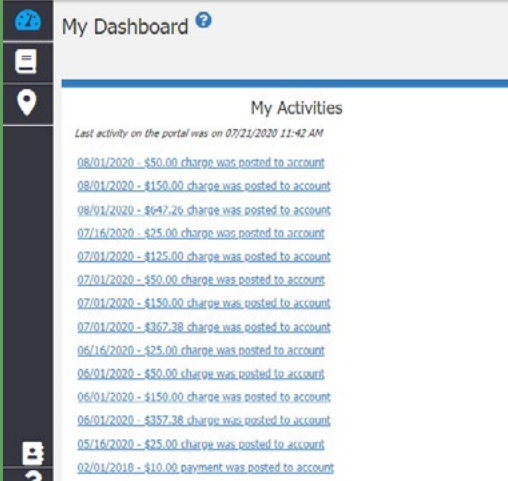 My Dashboard ?
My Activities
Last activity on the portal was on 07/21/2020 11:42 AM
08/01/2020 - $50.00 charge was posted to account
08/01/2020 - $150.00 charge was posted to account
08/01/2020 - $647.26 charge was posted to account
07/16/2020 - $25.00 charge was posted to account
07/01/2020 - $125.00 charge was posted to account
07/01/2020 - $50.00 charge was posted to account
07/01/2020 - $150.00 charge was posted to account
07/01/2020 - $367.38 charge was posted to account
06/16/2020 - $25.00 charge was posted to account
06/01/2020 - $50.00 charge was posted to account
06/01/2020 - $150.00 charge was posted to account
06/01/2020 - $357.38 charge was posted to account
05/16/2020 - $25.00 charge was posted to account
02/01/2018 - $10.00 payment was posted to account
?